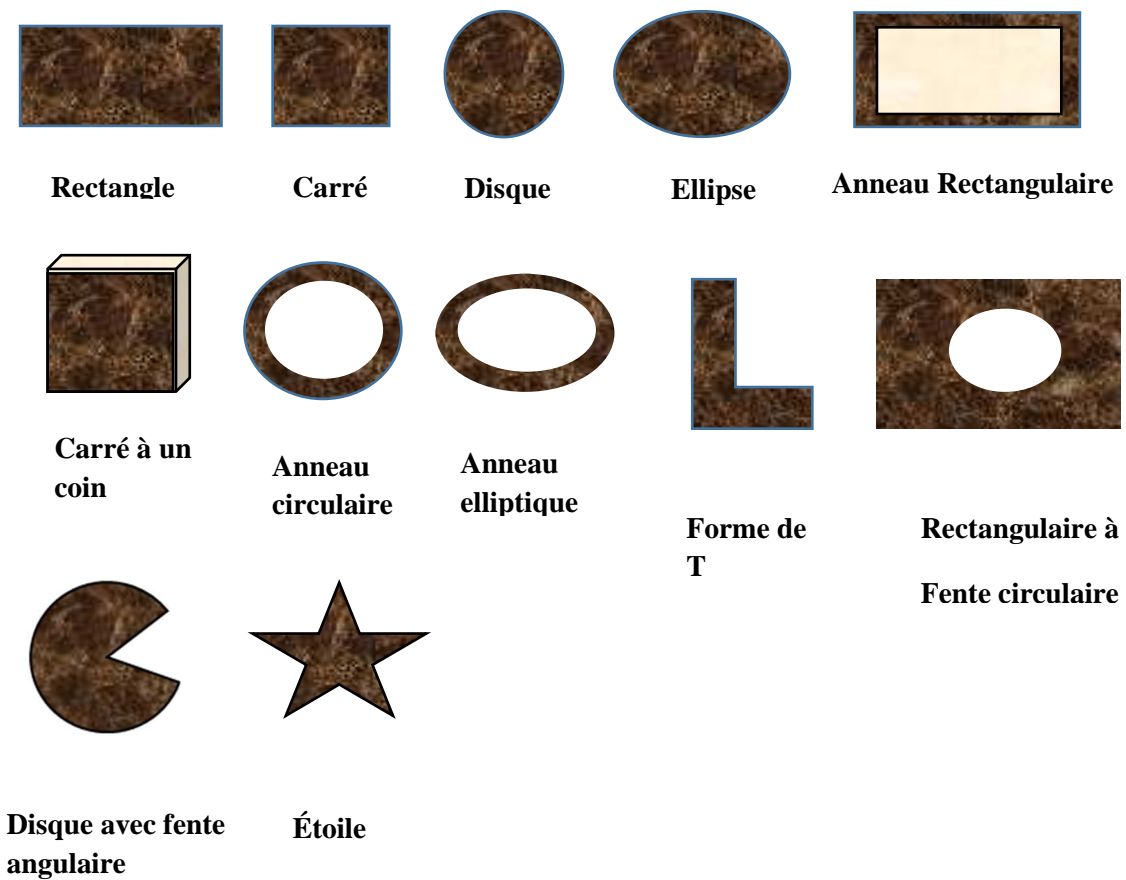 Rectangle
Carré
Disque
Ellipse
Anneau Rectangulaire
Carré à un
coin
Anneau
circulaire
Anneau
elliptique
Forme de
T
Rectangulaire à
Fente circulaire
Disque avec fente
angulaire
Étoile